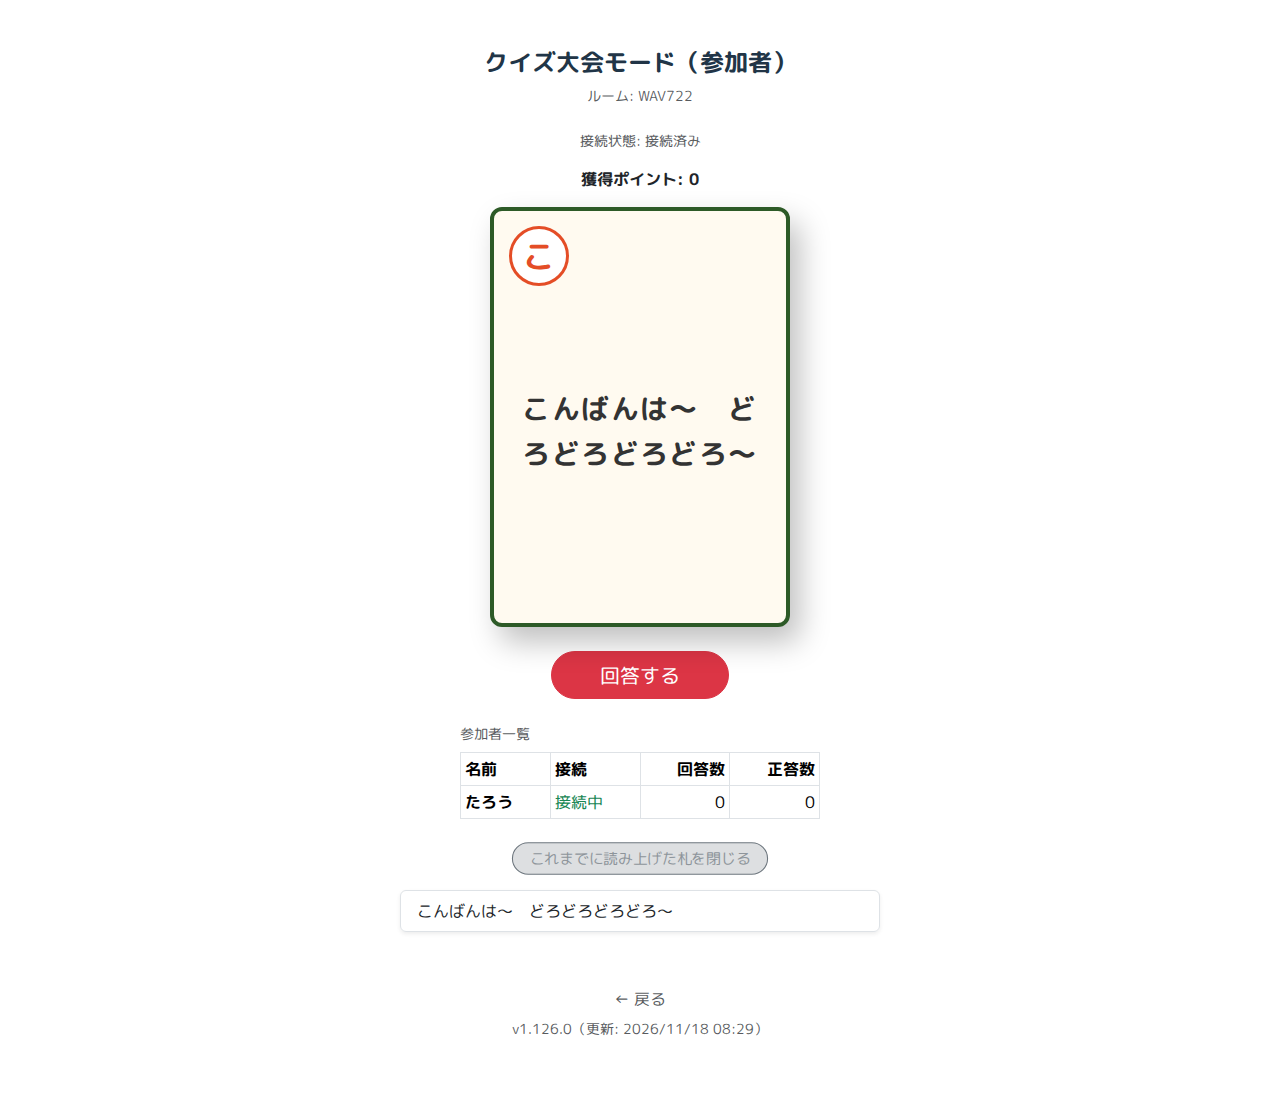 クイズ大会モード（参加者）
ルーム: WAV722
接続状態: 接続済み
獲得ポイント: 0
こ
こんばんは〜　ど
ろどろどろどろ〜
回答する
参加者一覧
名前 接続 回答数 正答数
たろう 接続中 0 0
これまでに読み上げた札を閉じる
こんばんは〜　どろどろどろどろ〜
← 戻る
v1.126.0（更新: 2026/11/18 08:29）